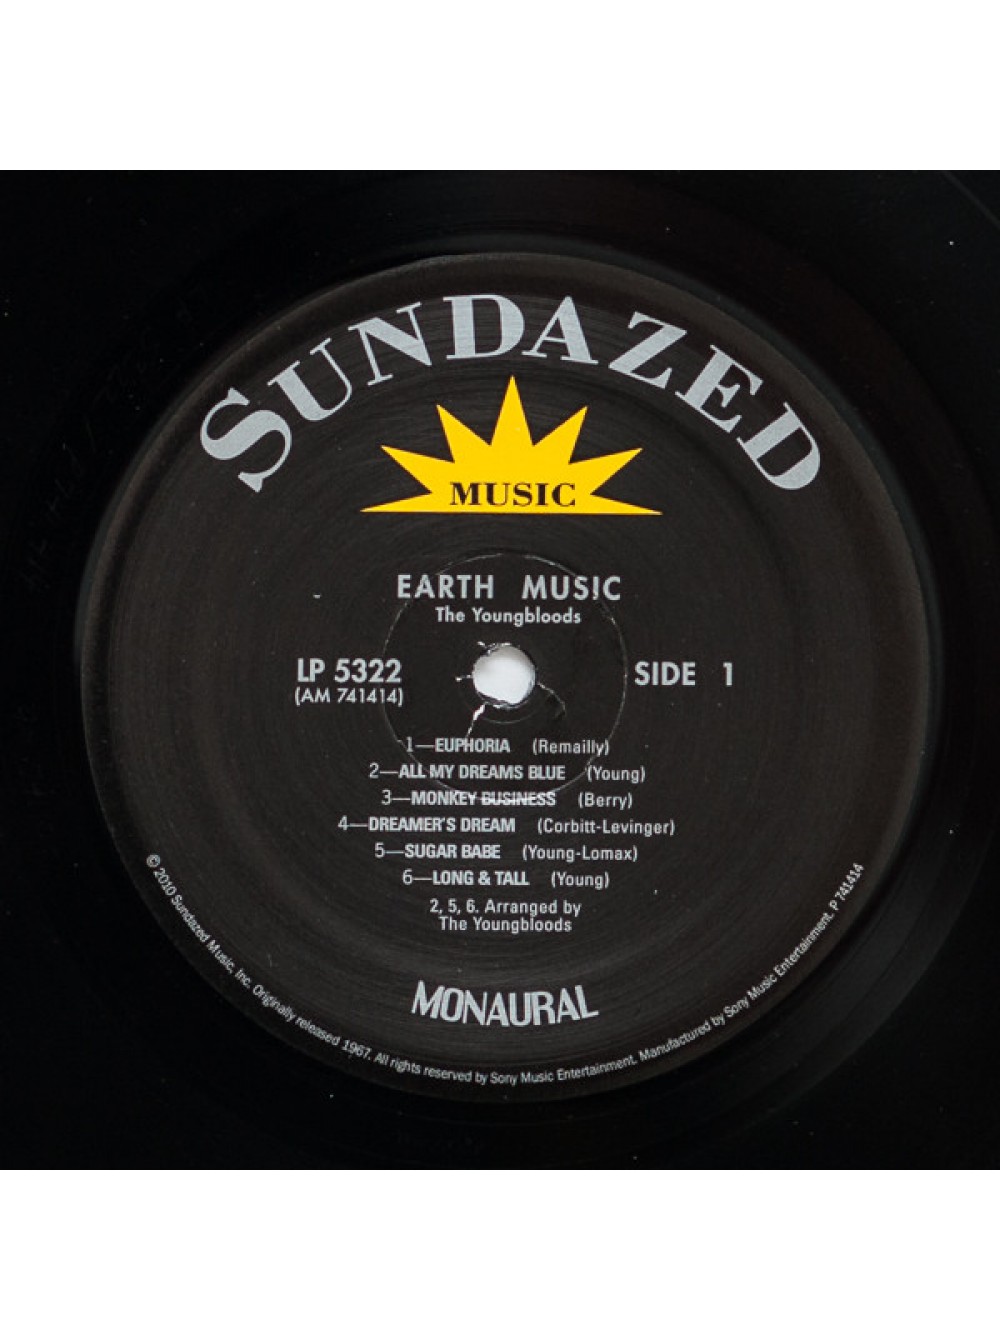 SUNDAZED
MUSIC
EARTH MUSIC
The Youngbloods
LP 5322
(AM 741414)
SIDE 1
1—EUPHORIA (Remailly)
2—ALL MY DREAMS BLUE (Young)
3—MONKEY BUSINESS (Berry)
4—DREAMER'S DREAM (Corbitt-Levinger)
5—SUGAR BABE (Young-Lomax)
6—LONG & TALL (Young)
2, 5, 6. Arranged by
The Youngbloods
MONAURAL
© 2010 Sundazed Music, Inc. Originally released 1967. All rights reserved by Sony Music Entertainment. Manufactured by Sony Music Entertainment. P 741414